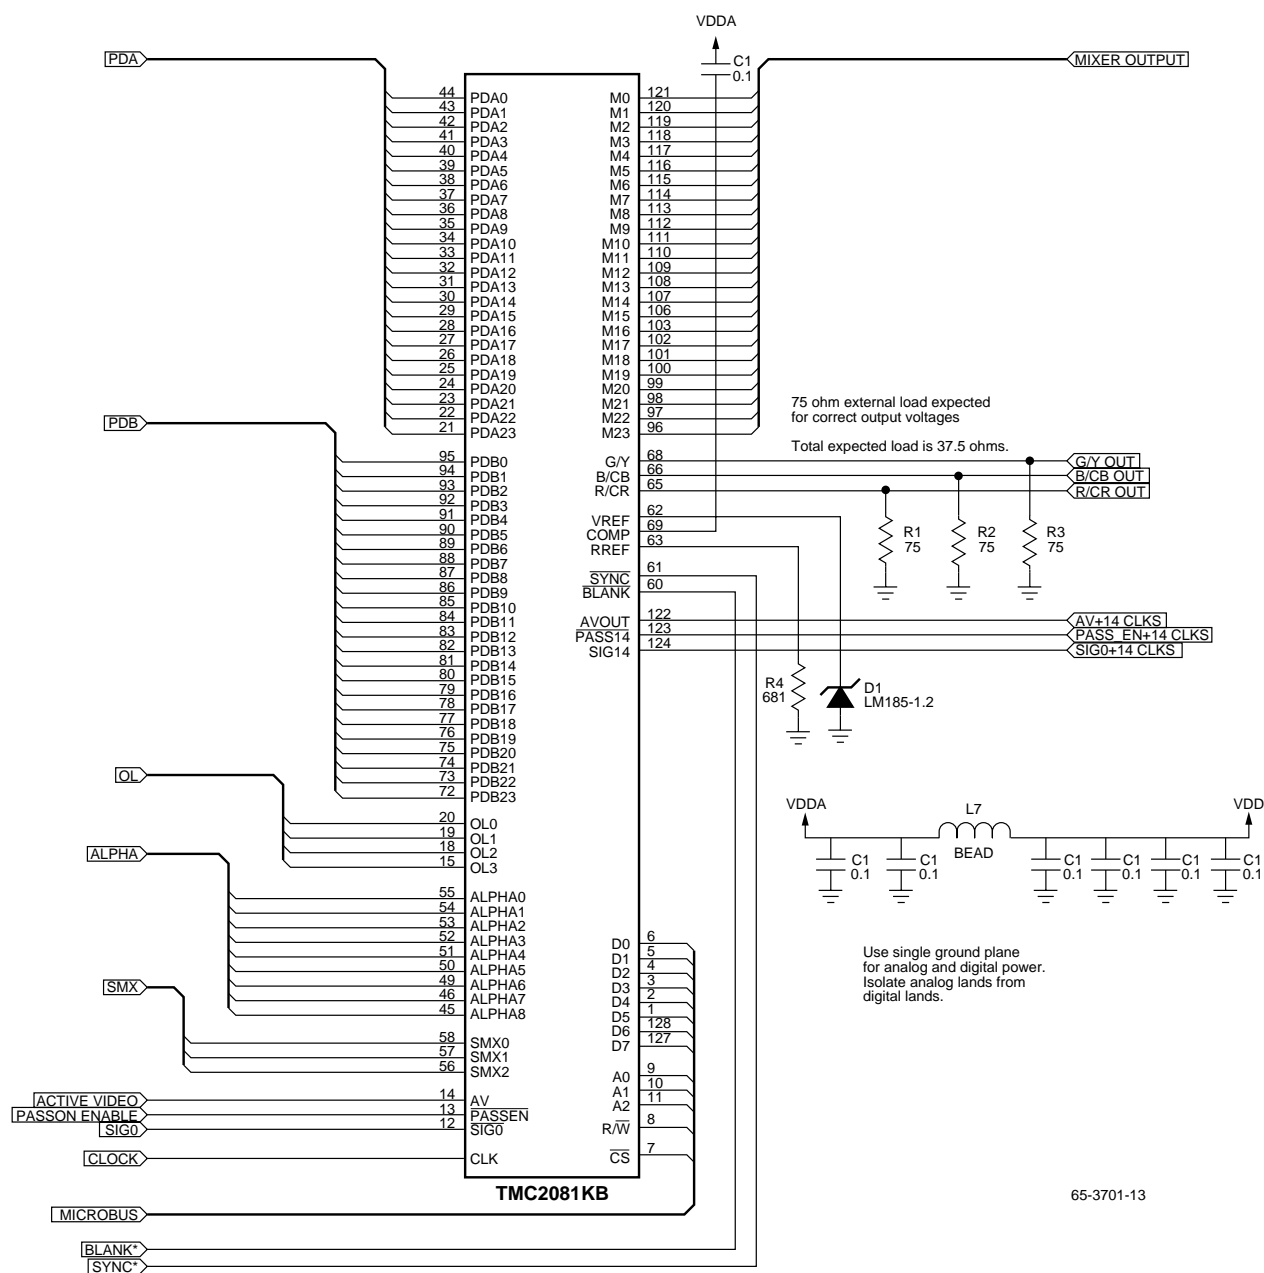 VDDA
PDA
C1
0.1
MIXER OUTPUT
44 PDA0
43 PDA1
42 PDA2
41 PDA3
40 PDA4
39 PDA5
38 PDA6
37 PDA7
36 PDA8
35 PDA9
34 PDA10
33 PDA11
32 PDA12
31 PDA13
30 PDA14
29 PDA15
28 PDA16
27 PDA17
26 PDA18
25 PDA19
24 PDA20
23 PDA21
22 PDA22
21 PDA23
M0 121
M1 120
M2 119
M3 118
M4 117
M5 116
M6 115
M7 114
M8 113
M9 112
M10 111
M11 110
M12 109
M13 108
M14 107
M15 106
M16 103
M17 102
M18 101
M19 100
M20 99
M21 98
M22 97
M23 96
75 ohm external load expected
for correct output voltages
Total expected load is 37.5 ohms.
PDB
95 PDB0
94 PDB1
93 PDB2
92 PDB3
91 PDB4
90 PDB5
89 PDB6
88 PDB7
87 PDB8
86 PDB9
85 PDB10
84 PDB11
83 PDB12
82 PDB13
81 PDB14
80 PDB15
79 PDB16
78 PDB17
77 PDB18
76 PDB19
75 PDB20
74 PDB21
73 PDB22
72 PDB23
G/Y 68
B/CB 66
R/CR 65
G/Y OUT
B/CB OUT
R/CR OUT
VREF 62
COMP 69
RREF 63
SYNC 61
BLANK 60
R1
75
R2
75
R3
75
AVOUT 122
PASS14 123
SIG14 124
AV+14 CLKS
PASS_EN+14 CLKS
SIG0+14 CLKS
R4
681
D1
LM185-1.2
OL
20 OL0
19 OL1
18 OL2
15 OL3
VDDA
L7
BEAD
VDD
C1
0.1
C1
0.1
C1
0.1
C1
0.1
C1
0.1
C1
0.1
ALPHA
55 ALPHA0
54 ALPHA1
53 ALPHA2
52 ALPHA3
51 ALPHA4
50 ALPHA5
49 ALPHA6
46 ALPHA7
45 ALPHA8
D0 6
D1 5
D2 4
D3 3
D4 2
D5 1
D6 128
D7 127
Use single ground plane
for analog and digital power.
Isolate analog lands from
digital lands.
SMX
58 SMX0
57 SMX1
56 SMX2
A0 9
A1 10
A2 11
R/W 8
CS 7
ACTIVE VIDEO 14 AV
PASSON ENABLE 13 PASSEN
SIG0 12 SIG0
CLOCK CLK
TMC2081KB
65-3701-13
MICROBUS
BLANK*
SYNC*